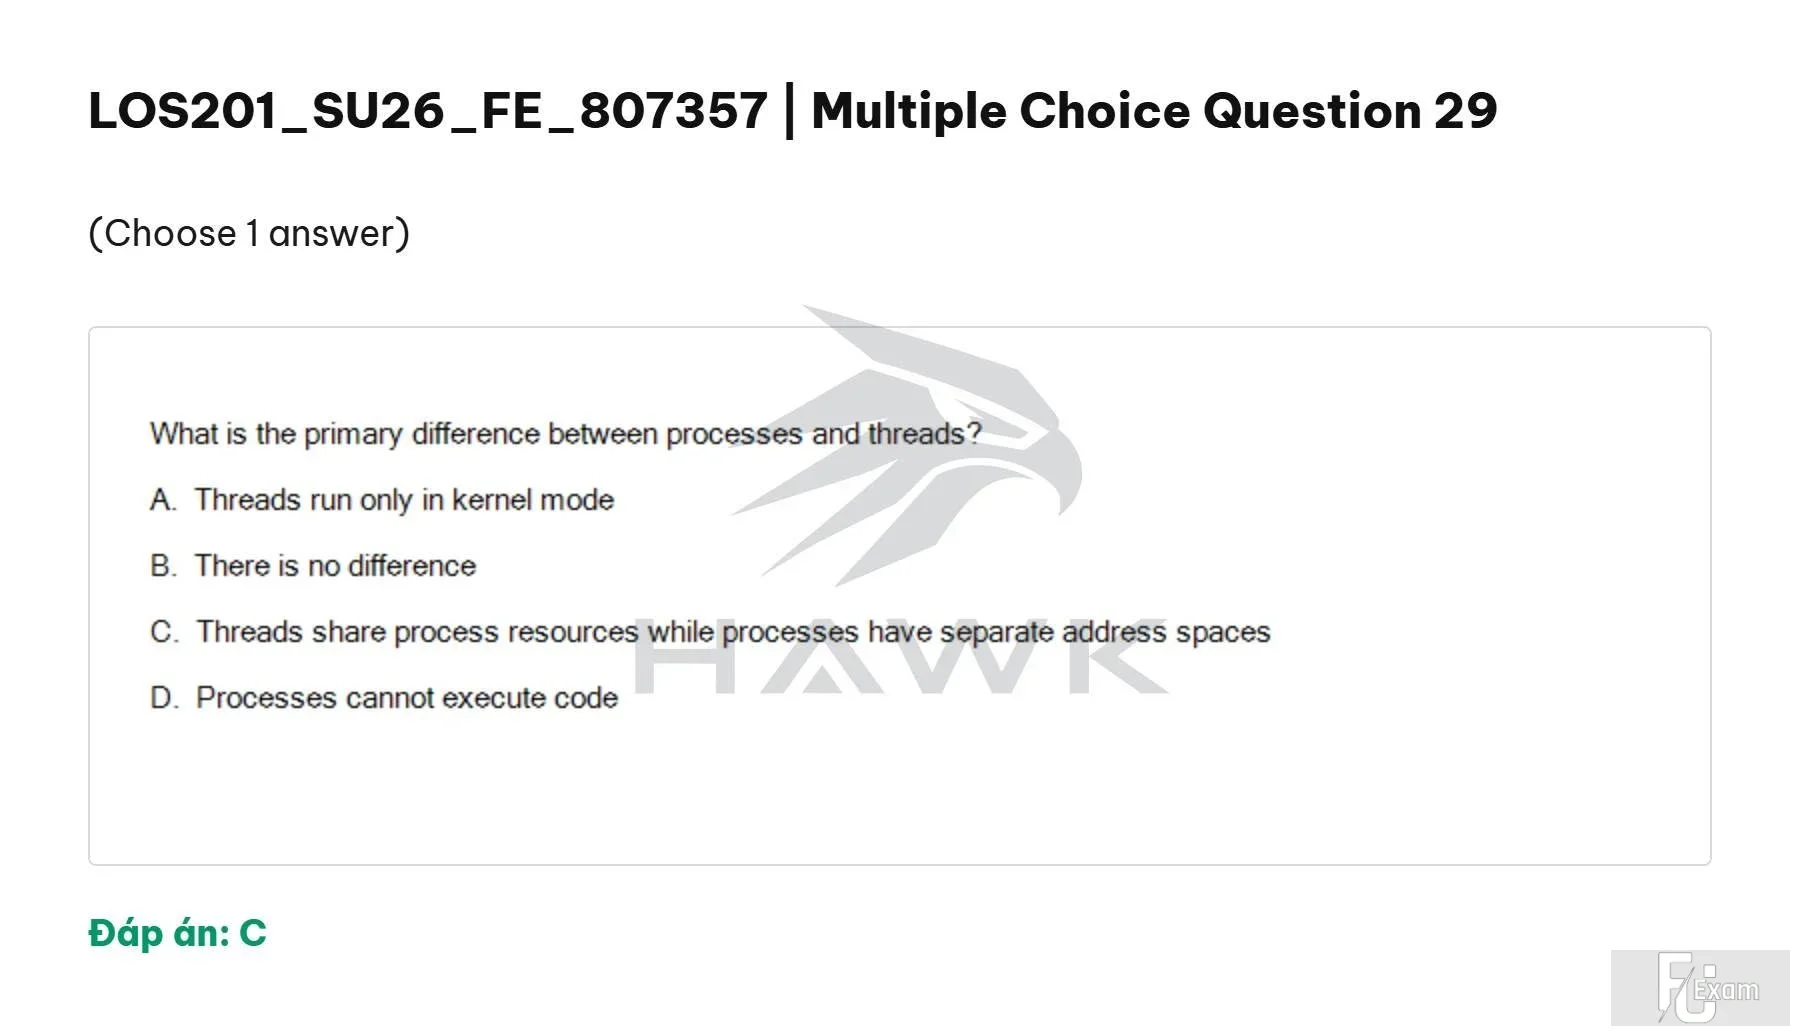 LOS201_SU26_FE_807357 | Multiple Choice Question 29
(Choose 1 answer)
What is the primary difference between processes and threads?
A. Threads run only in kernel mode
B. There is no difference
C. Threads share process resources while processes have separate address spaces
D. Processes cannot execute code
HAWK
Đáp án: C
FU Exam